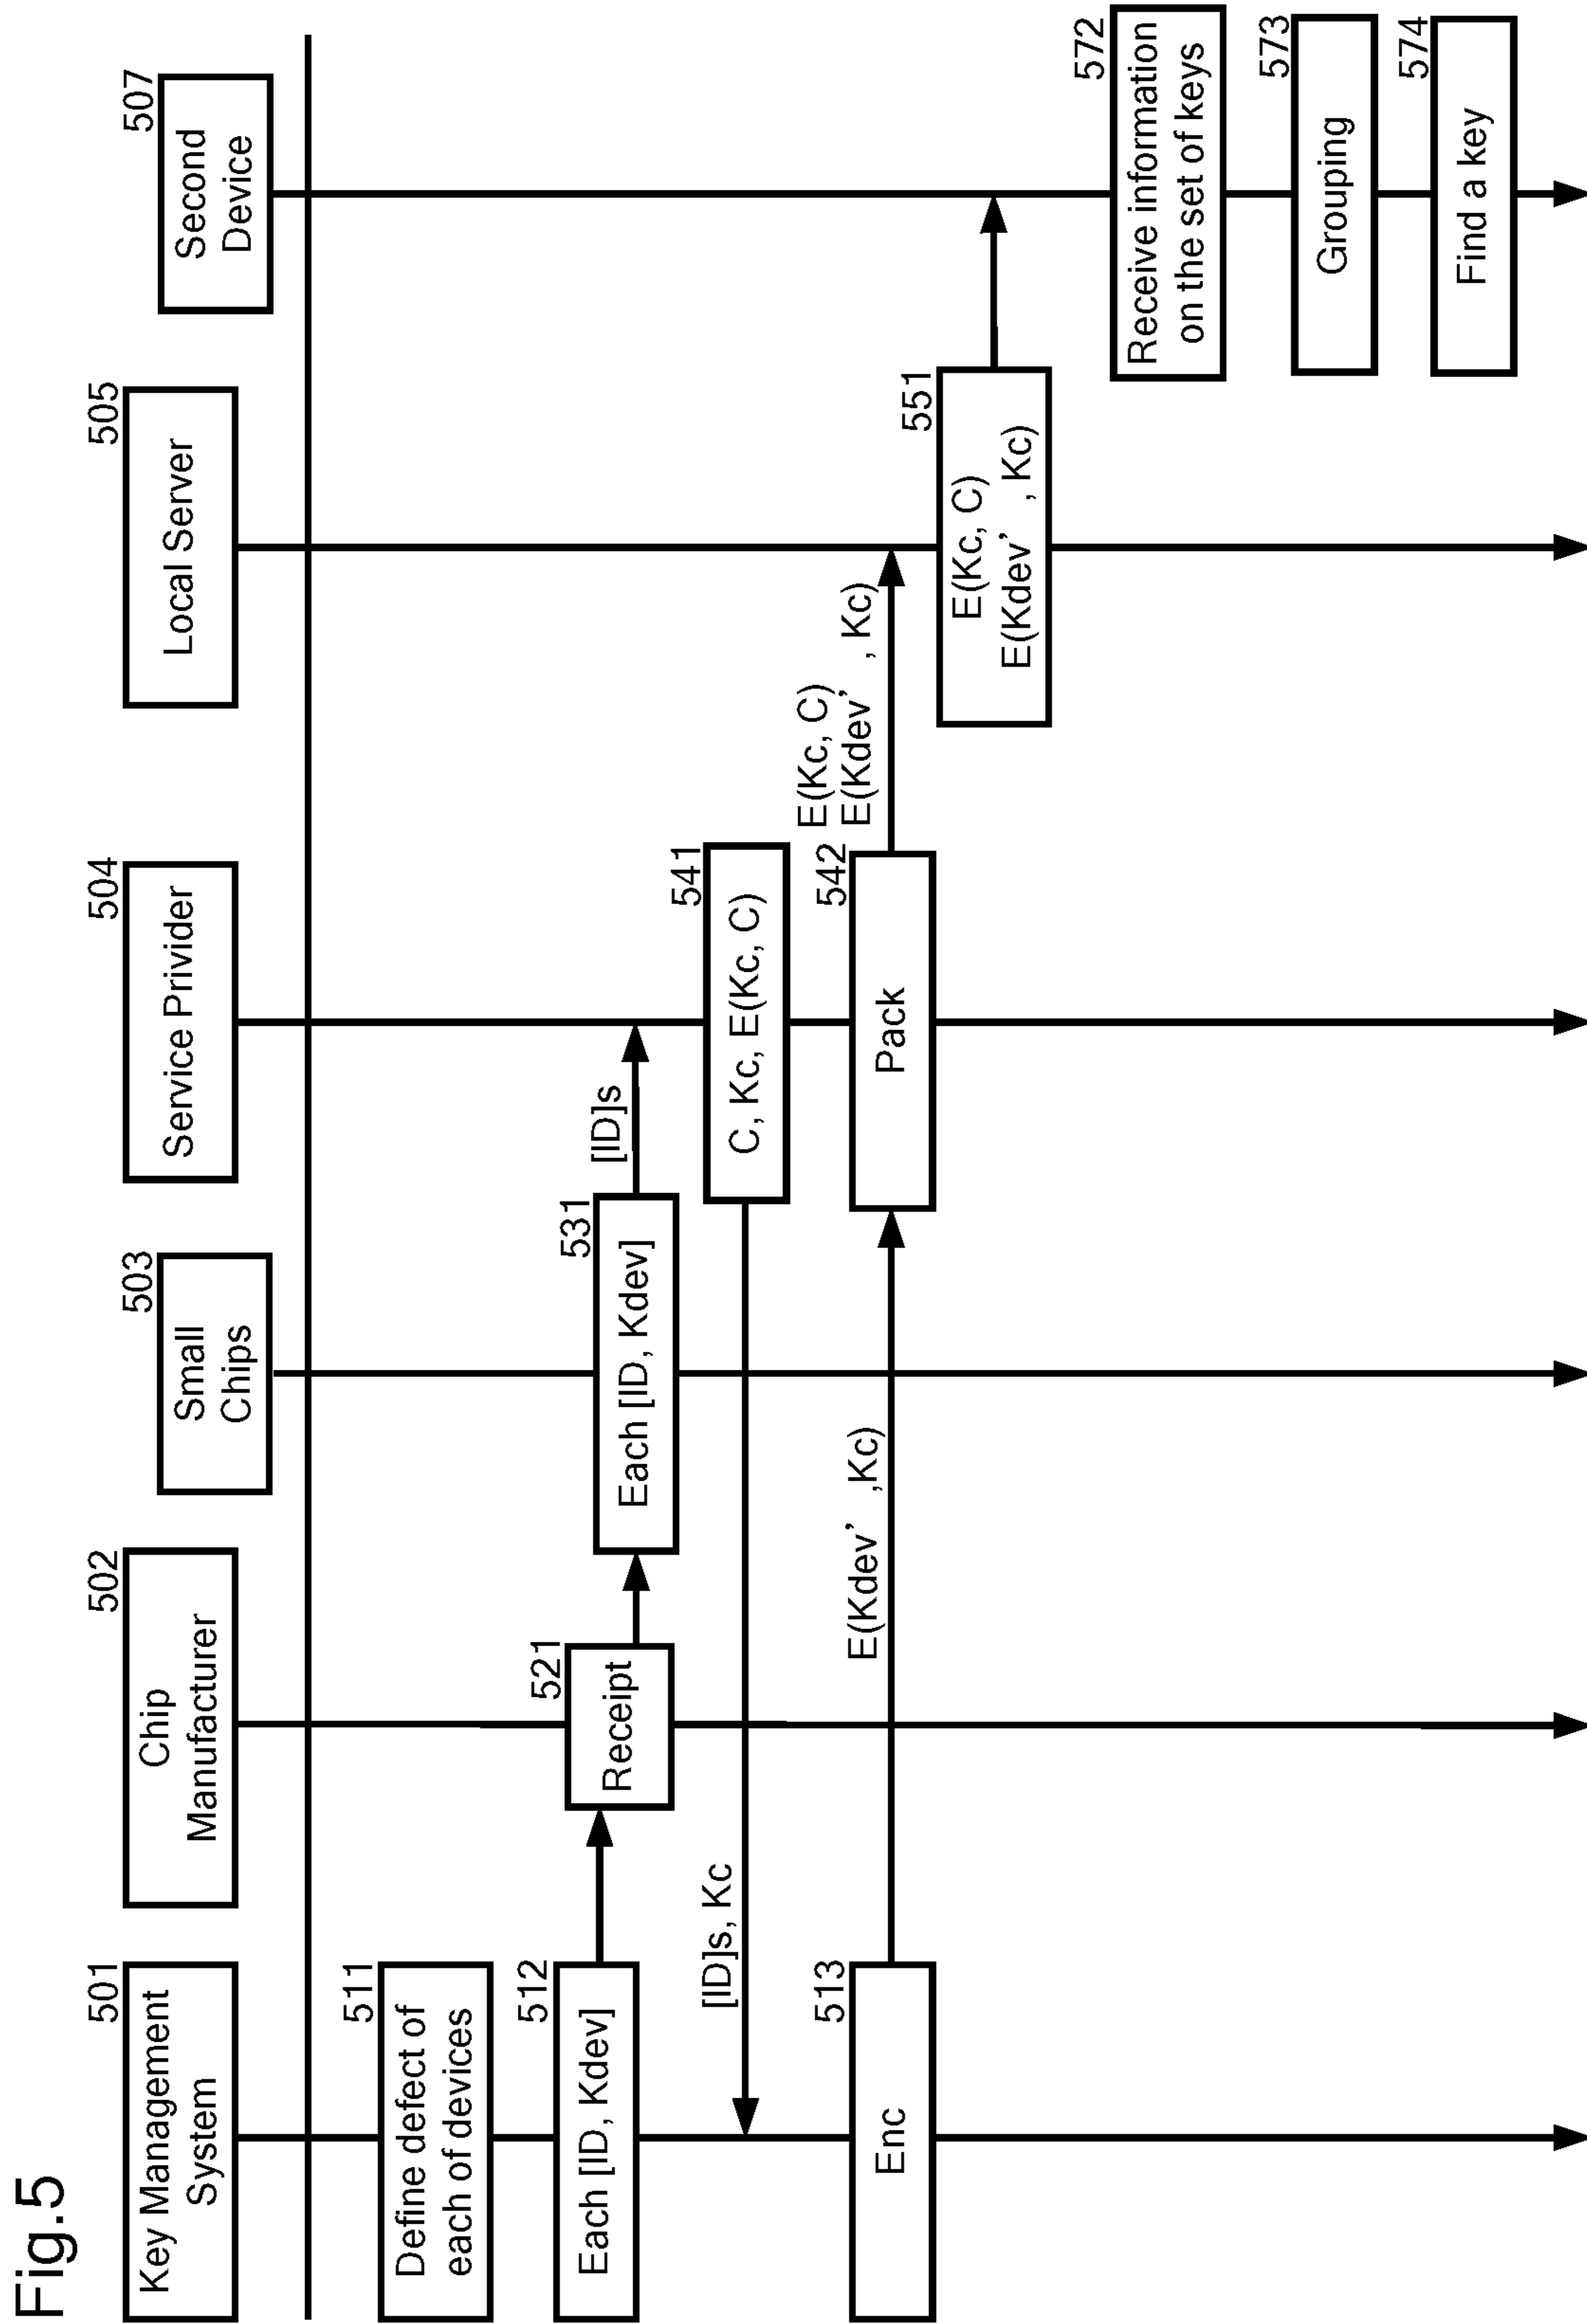 Fig.5
501
Key Management
System
502
Chip
Manufacturer
503
Small
Chips
504
Service Privider
505
Local Server
507
Second
Device
511
Define defect of
each of devices
512
Each [ID, Kdev]
521
Receipt
531
Each [ID, Kdev]
[ID]s
541
C, Kc, E(Kc, C)
[ID]s, Kc
513
Enc
E(Kdev’ ,Kc)
542
Pack
E(Kc, C)
E(Kdev’ , Kc)
551
E(Kc, C)
E(Kdev’ , Kc)
572
Receive information
on the set of keys
573
Grouping
574
Find a key